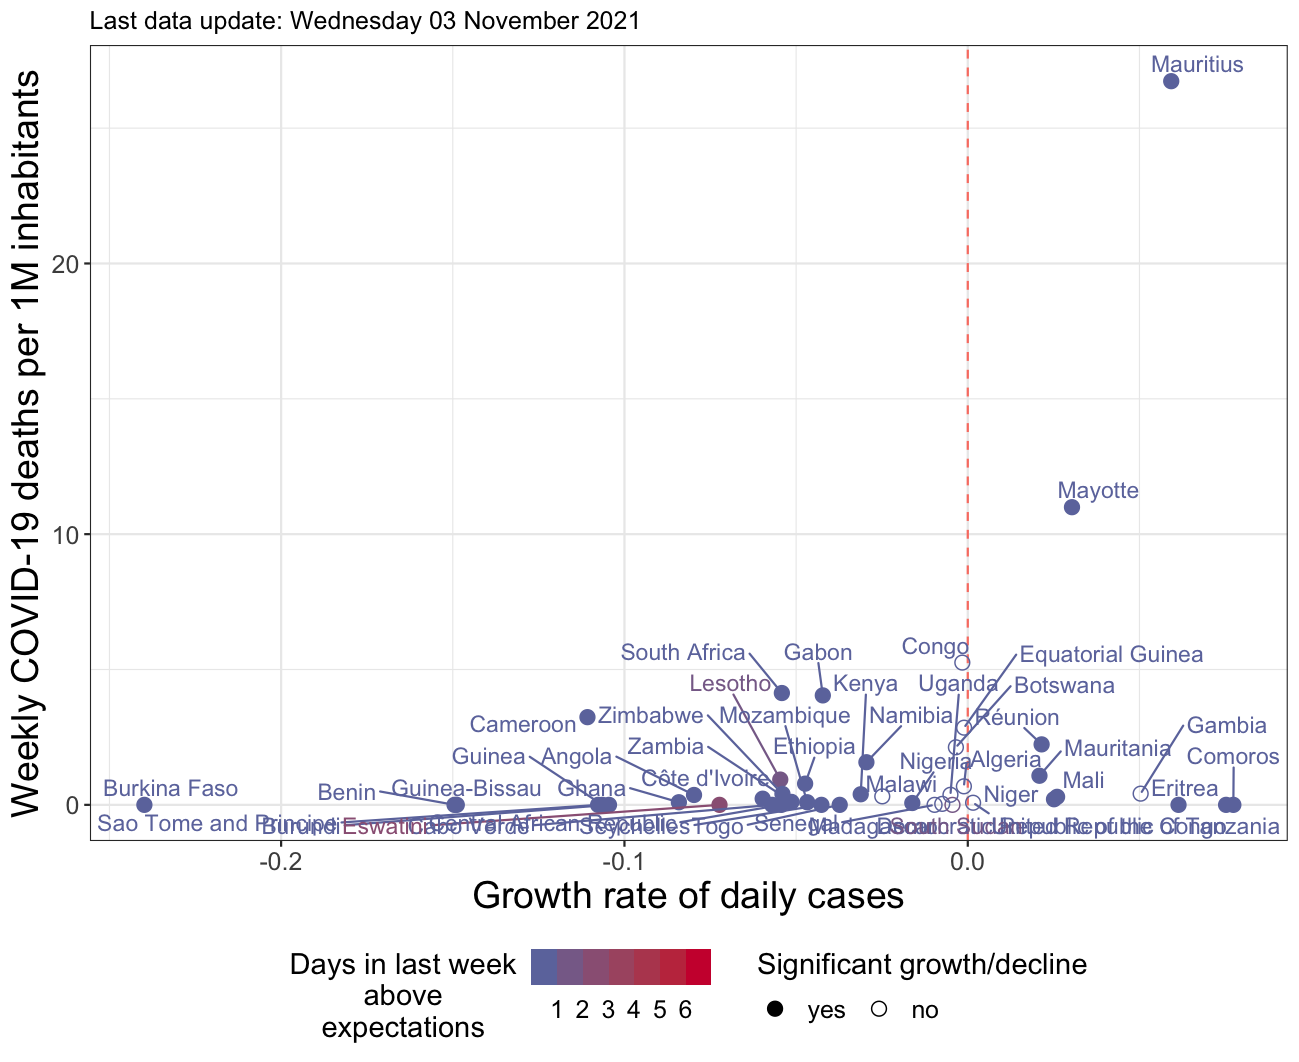 Last data update: Wednesday 03 November 2021
Weekly COVID-19 deaths per 1M inhabitants
20
10
0
Mauritius
Mayotte
South Africa
Gabon
Congo
Equatorial Guinea
Lesotho
Kenya
Uganda
Botswana
Cameroon
Zimbabwe
Mozambique
Namibia
Réunion
Gambia
Guinea
Angola
Zambia
Ethiopia
Nigeria
Algeria
Mauritania
Comoros
Burkina Faso
Benin
Guinea-Bissau
Ghana
Côte d'Ivoire
Malawi
Niger
Mali
Eritrea
Sao Tome and Principe
Burundi
Eswatini
Cabo Verde
Central African Republic
Seychelles
Togo
Senegal
Madagascar
Democratic Republic of the Congo
South Sudan
United Republic of Tanzania
-0.2
-0.1
0.0
Growth rate of daily cases
Days in last week
above
expectations
1 2 3 4 5 6
Significant growth/decline
yes
no